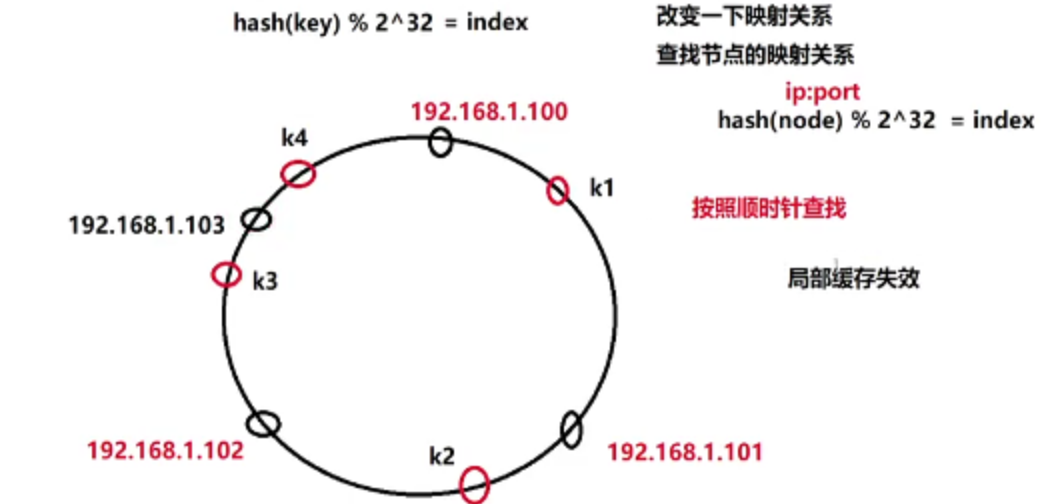 hash(key) % 2^32 = index
改变一下映射关系
查找节点的映射关系
ip:port
hash(node) % 2^32 = index
192.168.1.100
k4
k1
192.168.1.103
按照顺时针查找
k3
局部缓存失效
192.168.1.102
k2
192.168.1.101